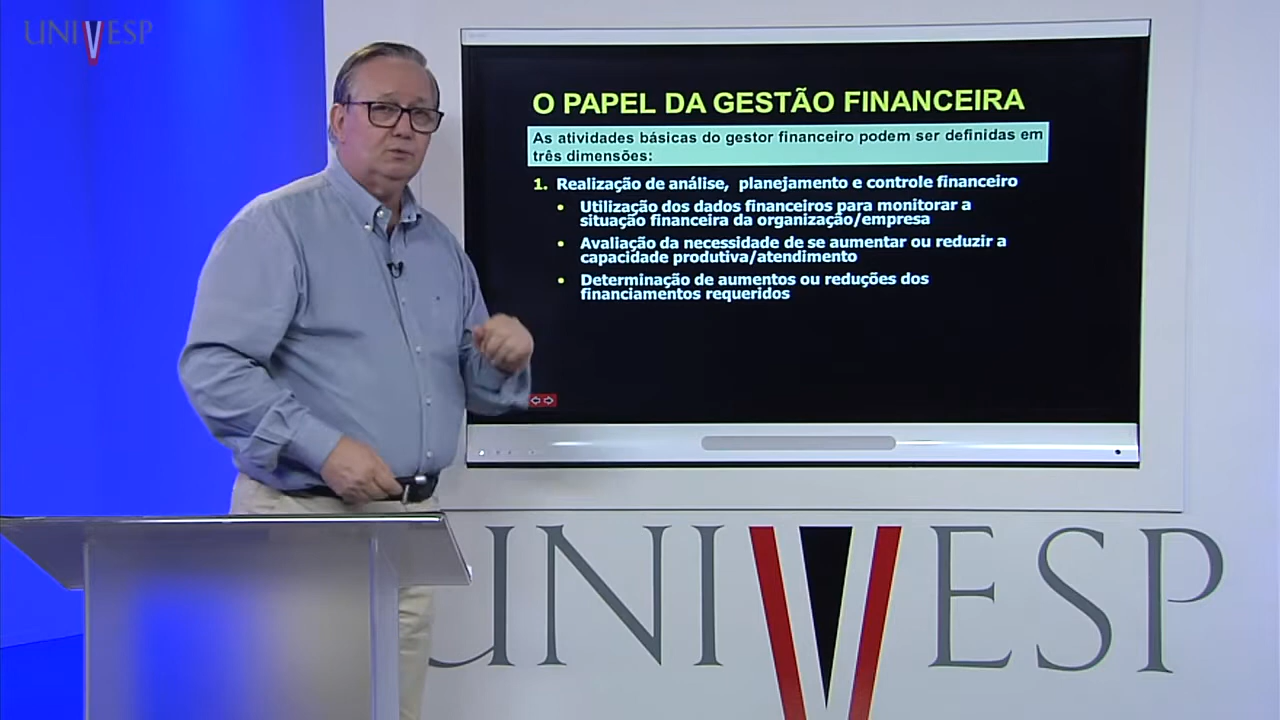 UNIVESP
O PAPEL DA GESTÃO FINANCEIRA
As atividades básicas do gestor financeiro podem ser definidas em
três dimensões:
1. Realização de análise, planejamento e controle financeiro
• Utilização dos dados financeiros para monitorar a
situação financeira da organização/empresa
• Avaliação da necessidade de se aumentar ou reduzir a
capacidade produtiva/atendimento
• Determinação de aumentos ou reduções dos
financiamentos requeridos
UNIVESP